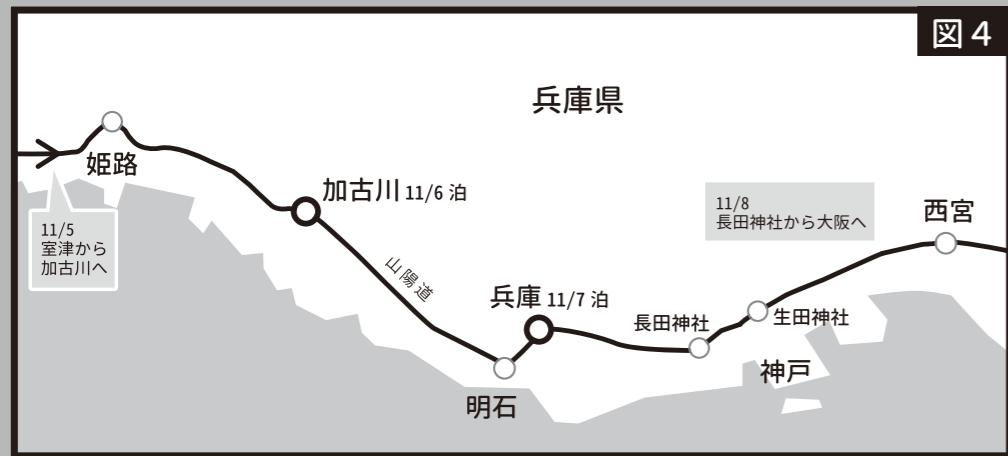 図4
兵庫県
姫路
加古川 11/6 泊
11/5
室津から
加古川へ
山陽道
11/8
長田神社から大阪へ
西宮
兵庫 11/7 泊
長田神社
生田神社
神戸
明石